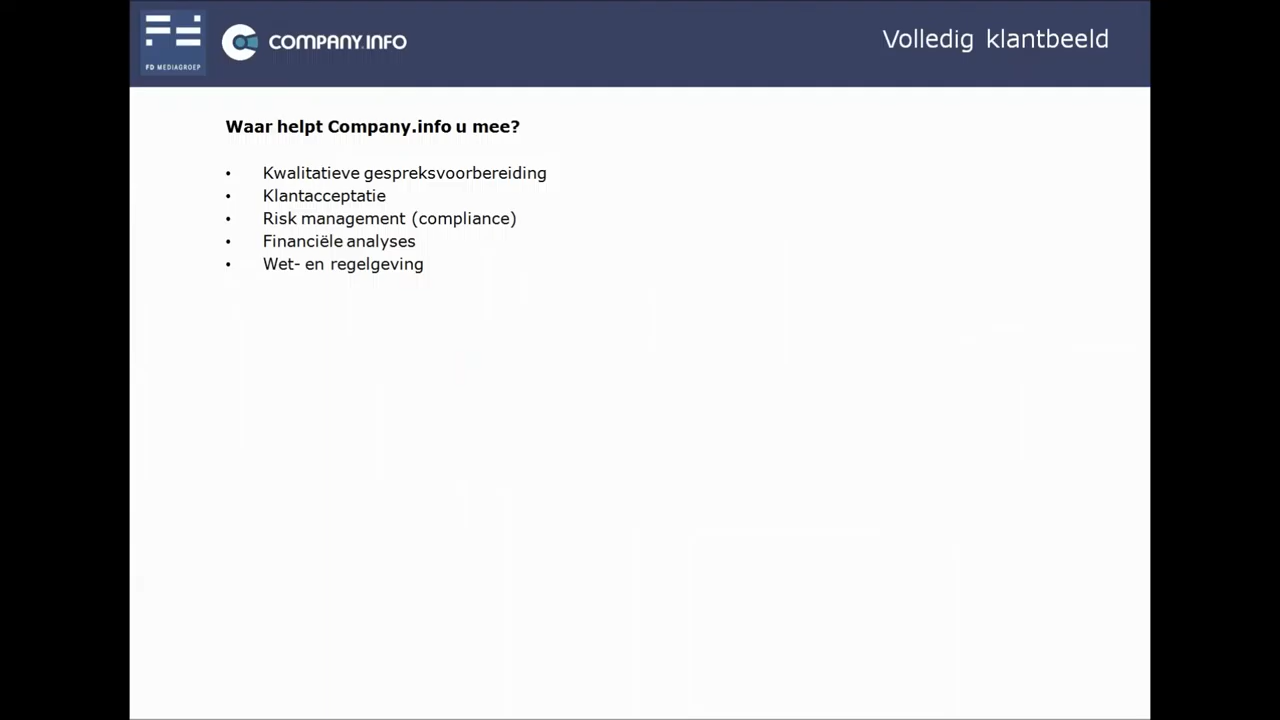 FD MEDIAGROEP
COMPANY.INFO
Volledig klantbeeld
Waar helpt Company.info u mee?
• Kwalitatieve gespreksvoorbereiding
• Klantacceptatie
• Risk management (compliance)
• Financiële analyses
• Wet- en regelgeving